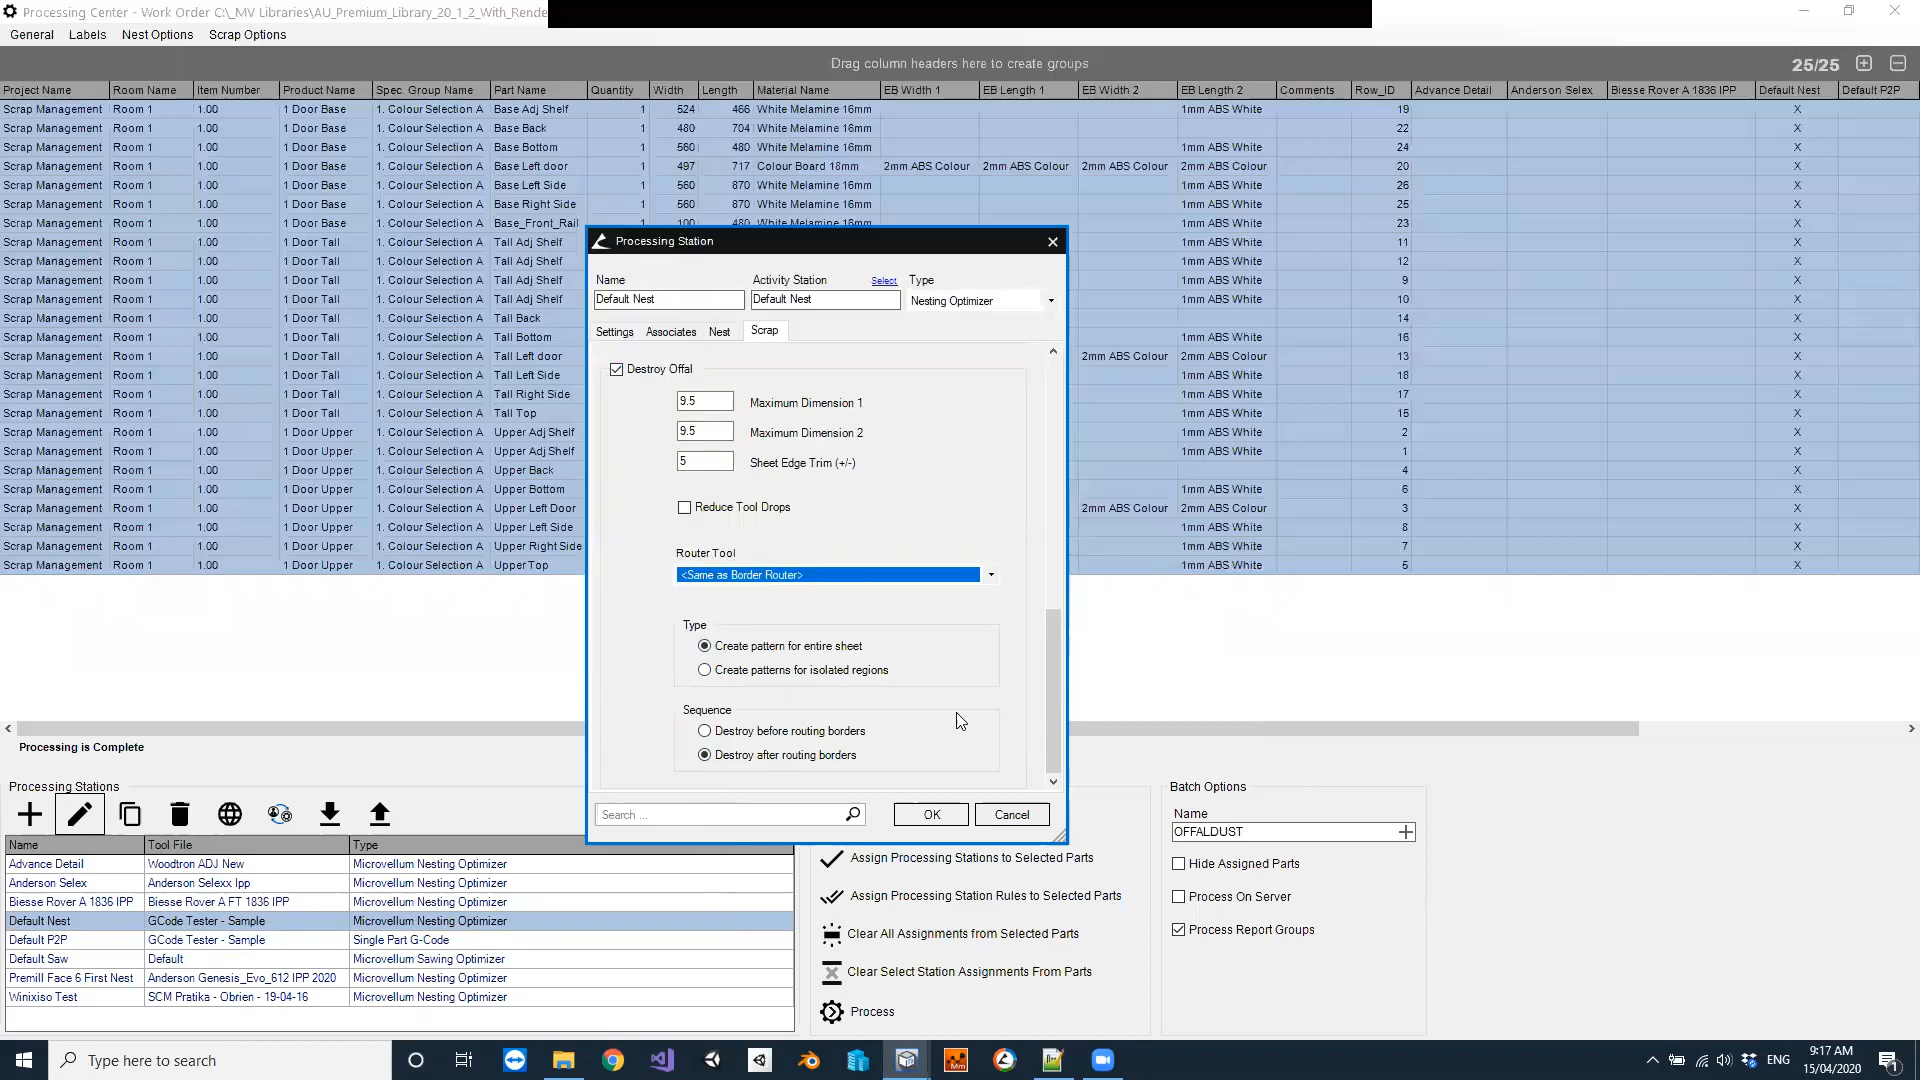 Processing Center - Work Order C:\_MV Libraries\AU_Premium_Library_20_1_2_With_Rende
General Labels Nest Options Scrap Options
Drag column headers here to create groups
25/25
Project Name Room Name Item Number Product Name Spec. Group Name Part Name Quantity Width Length Material Name EB Width 1 EB Length 1 EB Width 2 EB Length 2 Comments Row_ID Advance Detail Anderson Selex Biesse Rover A 1836 IPP Default Nest Default P2P
Scrap Management Room 1 1.00 1 Door Base 1. Colour Selection A Base Adj Shelf 1 524 466 White Melamine 16mm 1mm ABS White 19 X
Scrap Management Room 1 1.00 1 Door Base 1. Colour Selection A Base Back 1 480 704 White Melamine 16mm 22 X
Scrap Management Room 1 1.00 1 Door Base 1. Colour Selection A Base Bottom 1 560 480 White Melamine 16mm 1mm ABS White 24 X
Scrap Management Room 1 1.00 1 Door Base 1. Colour Selection A Base Left door 1 497 717 Colour Board 18mm 2mm ABS Colour 2mm ABS Colour 2mm ABS Colour 2mm ABS Colour 20 X
Scrap Management Room 1 1.00 1 Door Base 1. Colour Selection A Base Left Side 1 560 870 White Melamine 16mm 1mm ABS White 26 X
Scrap Management Room 1 1.00 1 Door Base 1. Colour Selection A Base Right Side 1 560 870 White Melamine 16mm 1mm ABS White 25 X
Scrap Management Room 1 1.00 1 Door Base 1. Colour Selection A Base_Front_Rail 1 100 480 White Melamine 16mm 1mm ABS White 23 X
Scrap Management Room 1 1.00 1 Door Tall 1. Colour Selection A Tall Adj Shelf 1mm ABS White 11 X
Scrap Management Room 1 1.00 1 Door Tall 1. Colour Selection A Tall Adj Shelf 1mm ABS White 12 X
Scrap Management Room 1 1.00 1 Door Tall 1. Colour Selection A Tall Adj Shelf 1mm ABS White 9 X
Scrap Management Room 1 1.00 1 Door Tall 1. Colour Selection A Tall Adj Shelf 1mm ABS White 10 X
Scrap Management Room 1 1.00 1 Door Tall 1. Colour Selection A Tall Back 14 X
Scrap Management Room 1 1.00 1 Door Tall 1. Colour Selection A Tall Bottom 1mm ABS White 16 X
Scrap Management Room 1 1.00 1 Door Tall 1. Colour Selection A Tall Left door 2mm ABS Colour 2mm ABS Colour 13 X
Scrap Management Room 1 1.00 1 Door Tall 1. Colour Selection A Tall Left Side 1mm ABS White 18 X
Scrap Management Room 1 1.00 1 Door Tall 1. Colour Selection A Tall Right Side 1mm ABS White 17 X
Scrap Management Room 1 1.00 1 Door Tall 1. Colour Selection A Tall Top 1mm ABS White 15 X
Scrap Management Room 1 1.00 1 Door Upper 1. Colour Selection A Upper Adj Shelf 1mm ABS White 2 X
Scrap Management Room 1 1.00 1 Door Upper 1. Colour Selection A Upper Adj Shelf 1mm ABS White 1 X
Scrap Management Room 1 1.00 1 Door Upper 1. Colour Selection A Upper Back 4 X
Scrap Management Room 1 1.00 1 Door Upper 1. Colour Selection A Upper Bottom 1mm ABS White 6 X
Scrap Management Room 1 1.00 1 Door Upper 1. Colour Selection A Upper Left Door 2mm ABS Colour 2mm ABS Colour 3 X
Scrap Management Room 1 1.00 1 Door Upper 1. Colour Selection A Upper Left Side 1mm ABS White 8 X
Scrap Management Room 1 1.00 1 Door Upper 1. Colour Selection A Upper Right Side 1mm ABS White 7 X
Scrap Management Room 1 1.00 1 Door Upper 1. Colour Selection A Upper Top 1mm ABS White 5 X
Processing Station
Name Activity Station Select Type
Default Nest Default Nest Nesting Optimizer
Settings Associates Nest Scrap
Destroy Offal
9.5 Maximum Dimension 1
9.5 Maximum Dimension 2
5 Sheet Edge Trim (+/-)
Reduce Tool Drops
Router Tool
<Same as Border Router>
Type
Create pattern for entire sheet
Create patterns for isolated regions
Sequence
Destroy before routing borders
Destroy after routing borders
Search ... OK Cancel
Processing is Complete
Processing Stations
Name Tool File Type
Advance Detail Woodtron ADJ New Microvellum Nesting Optimizer
Anderson Selex Anderson Selexx Ipp Microvellum Nesting Optimizer
Biesse Rover A 1836 IPP Biesse Rover A FT 1836 IPP Microvellum Nesting Optimizer
Default Nest GCode Tester - Sample Microvellum Nesting Optimizer
Default P2P GCode Tester - Sample Single Part G-Code
Default Saw Default Microvellum Sawing Optimizer
Premill Face 6 First Nest Anderson Genesis_Evo_612 IPP 2020 Microvellum Nesting Optimizer
Winixiso Test SCM Pratika - Obrien - 19-04-16 Microvellum Nesting Optimizer
Assign Processing Stations to Selected Parts
Assign Processing Station Rules to Selected Parts
Clear All Assignments from Selected Parts
Clear Select Station Assignments From Parts
Process
Batch Options
Name
OFFALDUST
Hide Assigned Parts
Process On Server
Process Report Groups
Type here to search
ENG
9:17 AM
15/04/2020
1